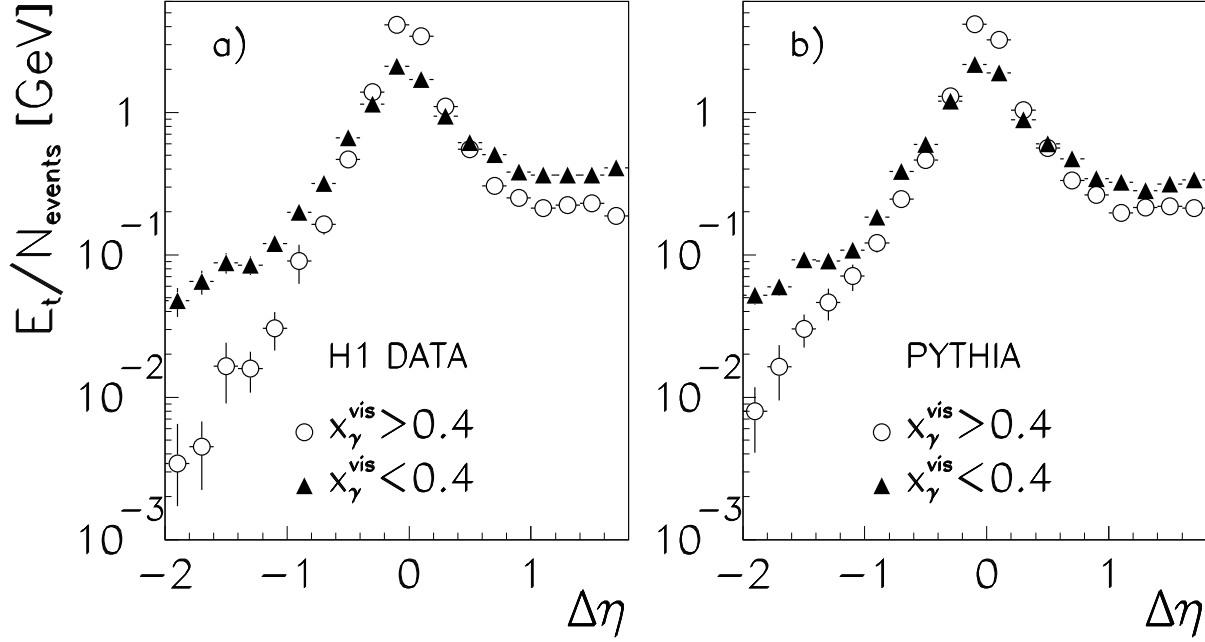 E_t/N_events [GeV]
a)
1
10^-1
10^-2
10^-3
H1 DATA
x_γ^vis>0.4
x_γ^vis<0.4
−2 −1 0 1
Δη
b)
1
10^-1
10^-2
10^-3
PYTHIA
x_γ^vis>0.4
x_γ^vis<0.4
−2 −1 0 1
Δη